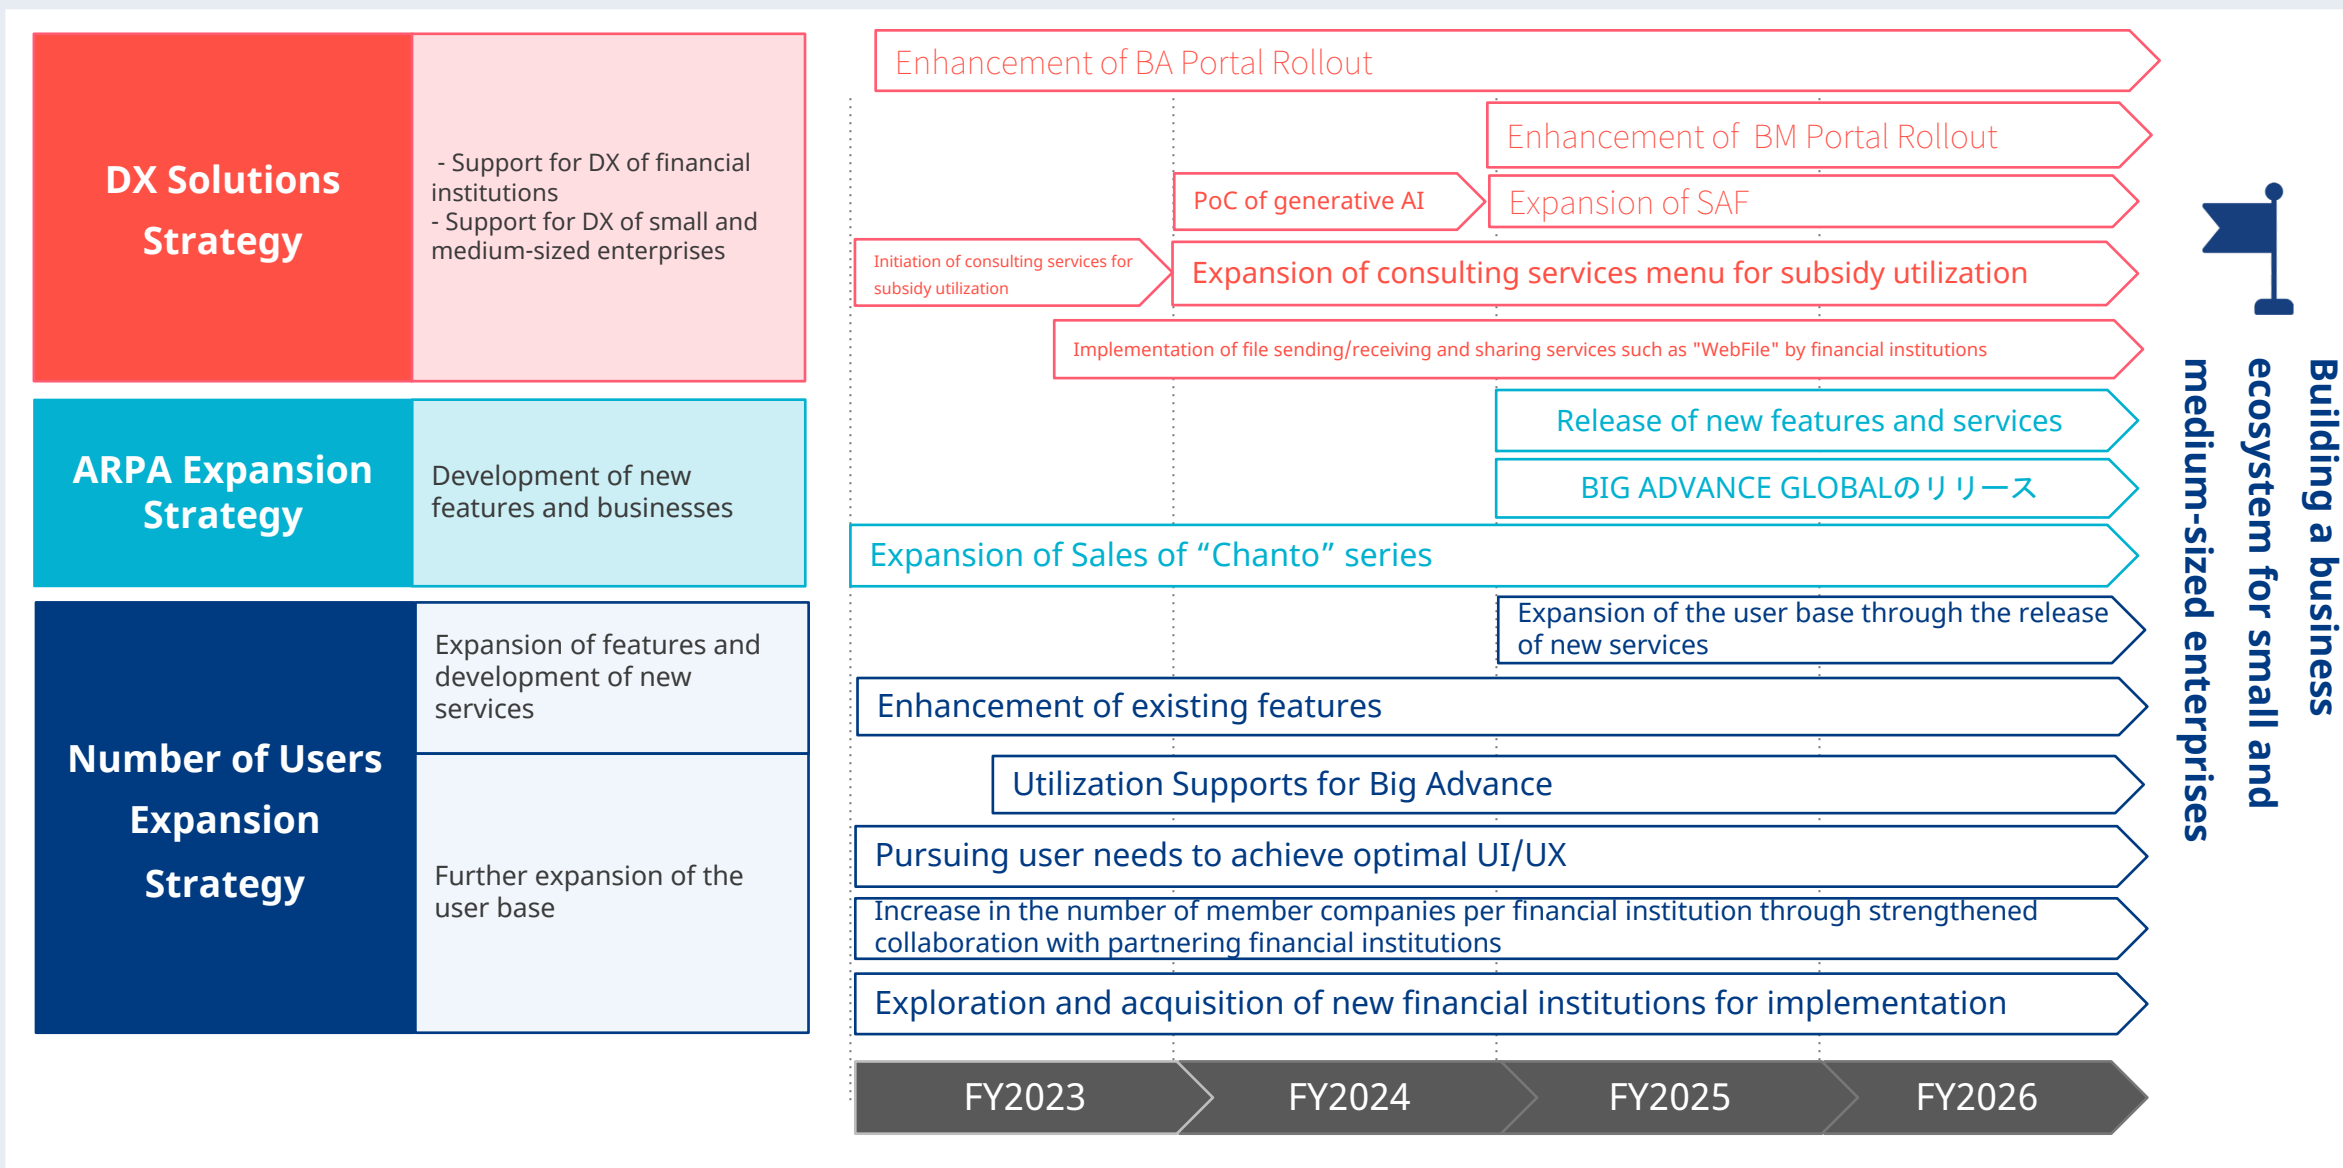 DX Solutions
Strategy
- Support for DX of financial
institutions
- Support for DX of small and
medium-sized enterprises
Enhancement of BA Portal Rollout
Enhancement of  BM Portal Rollout
PoC of generative AI
Expansion of SAF
Initiation of consulting services for
subsidy utilization
Expansion of consulting services menu for subsidy utilization
Implementation of file sending/receiving and sharing services such as "WebFile" by financial institutions
ARPA Expansion
Strategy
Development of new
features and businesses
Release of new features and services
BIG ADVANCE GLOBALのリリース
Expansion of Sales of “Chanto” series
Number of Users
Expansion
Strategy
Expansion of features and
development of new
services
Further expansion of the
user base
Expansion of the user base through the release
of new services
Enhancement of existing features
Utilization Supports for Big Advance
Pursuing user needs to achieve optimal UI/UX
Increase in the number of member companies per financial institution through strengthened
collaboration with partnering financial institutions
Exploration and acquisition of new financial institutions for implementation
FY2023
FY2024
FY2025
FY2026
Building a business
ecosystem for small and
medium-sized enterprises